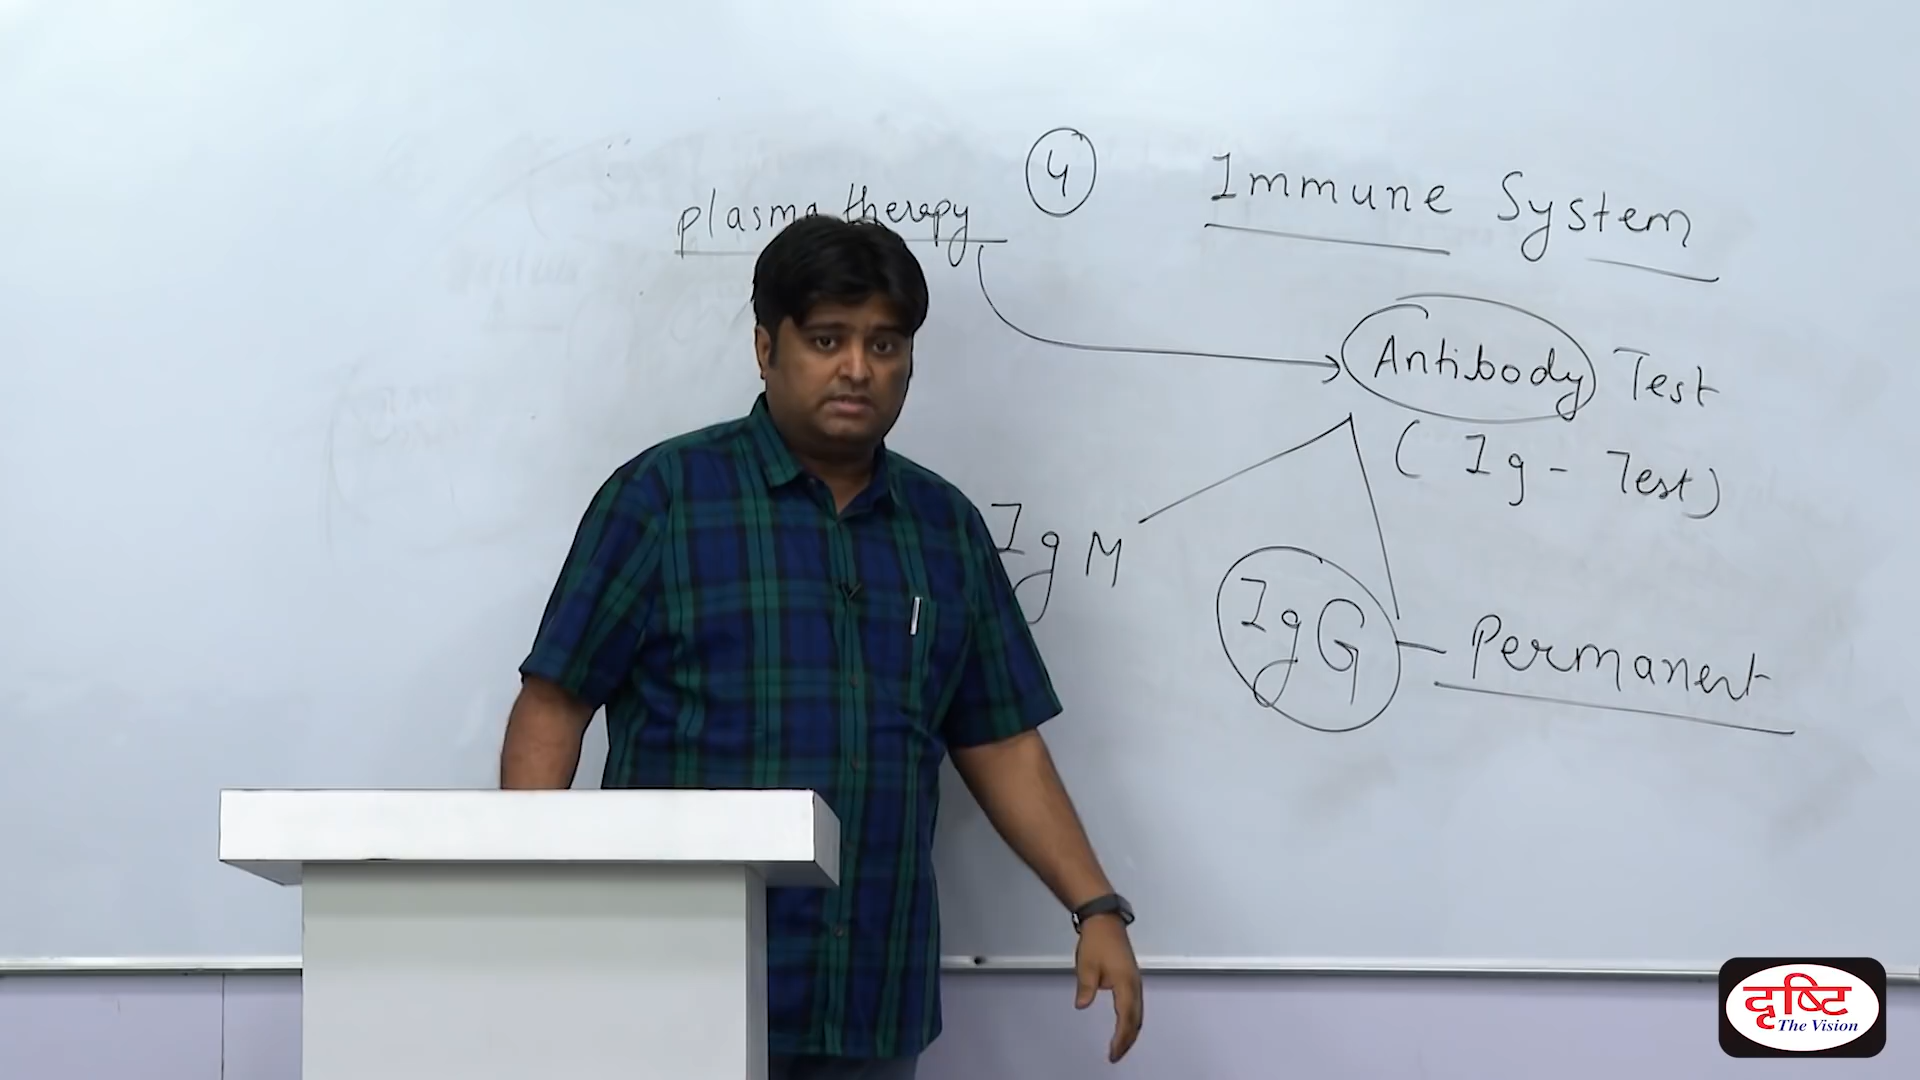 plasma therapy
4
Immune System
Antibody Test
(Ig - Test)
IgM
IgG - Permanent
दृष्टि
The Vision